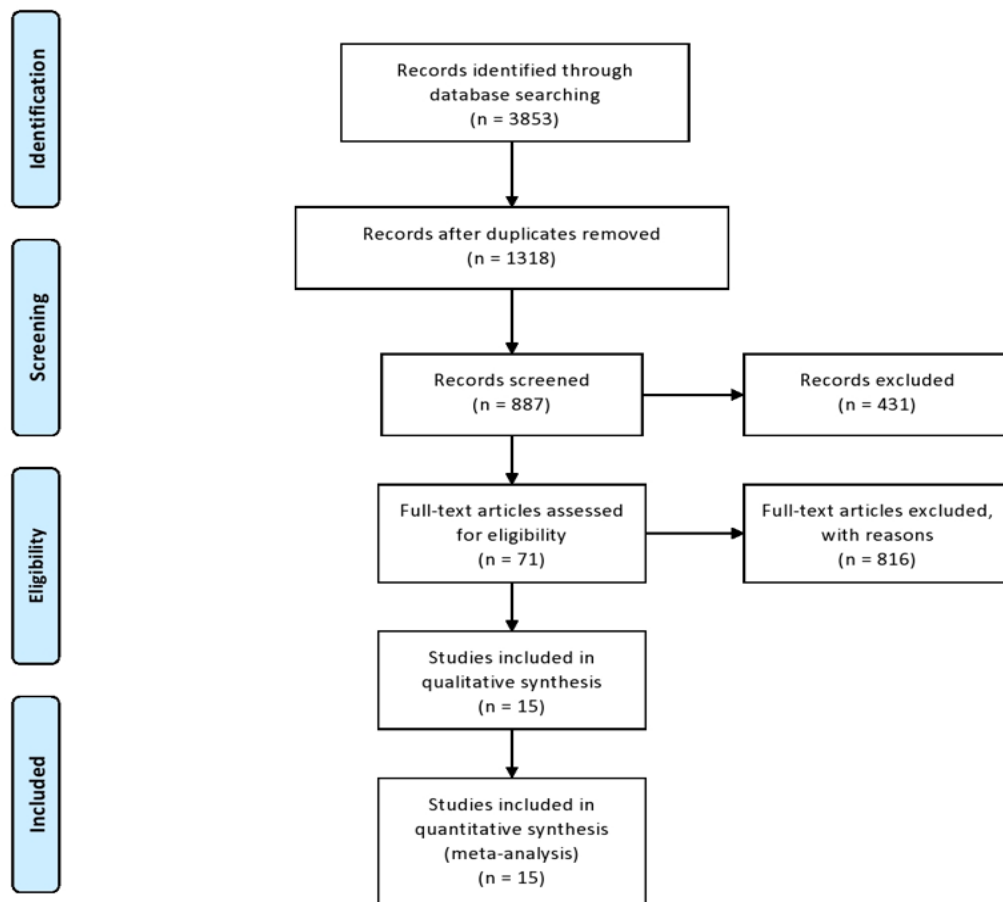 Identification
Records identified through
database searching
(n = 3853)
Records after duplicates removed
(n = 1318)
Screening
Records screened
(n = 887)
Records excluded
(n = 431)
Eligibility
Full-text articles assessed
for eligibility
(n = 71)
Full-text articles excluded,
with reasons
(n = 816)
Studies included in
qualitative synthesis
(n = 15)
Included
Studies included in
quantitative synthesis
(meta-analysis)
(n = 15)